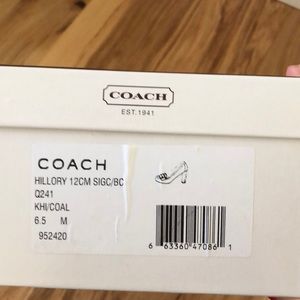 COACH
EST. 1941
COACH
HILLORY 12CM SIGC/BC
Q241
KHI/COAL
6.5 M
952420
6 63360 47086 1